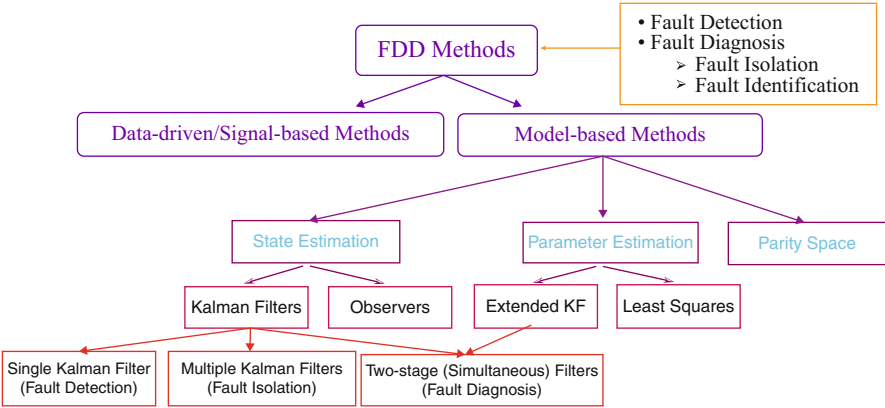 • Fault Detection
• Fault Diagnosis
➢ Fault Isolation
➢ Fault Identification
FDD Methods
Data-driven/Signal-based Methods
Model-based Methods
State Estimation
Parameter Estimation
Parity Space
Kalman Filters
Observers
Extended KF
Least Squares
Single Kalman Filter
(Fault Detection)
Multiple Kalman Filters
(Fault Isolation)
Two-stage (Simultaneous) Filters
(Fault Diagnosis)